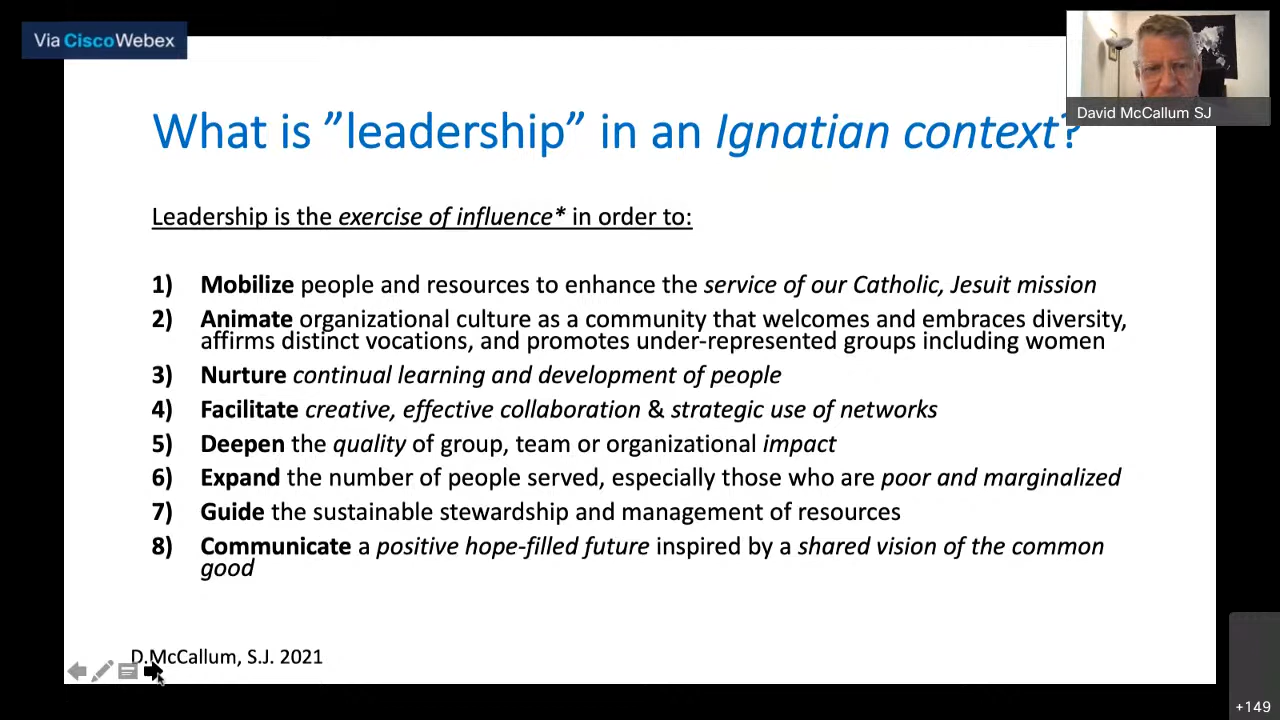 Via CiscoWebex
David McCallum SJ
What is ”leadership” in an Ignatian context?
Leadership is the exercise of influence* in order to:
1) Mobilize people and resources to enhance the service of our Catholic, Jesuit mission
2) Animate organizational culture as a community that welcomes and embraces diversity,
affirms distinct vocations, and promotes under-represented groups including women
3) Nurture continual learning and development of people
4) Facilitate creative, effective collaboration & strategic use of networks
5) Deepen the quality of group, team or organizational impact
6) Expand the number of people served, especially those who are poor and marginalized
7) Guide the sustainable stewardship and management of resources
8) Communicate a positive hope-filled future inspired by a shared vision of the common
good
D.McCallum, S.J. 2021
+149